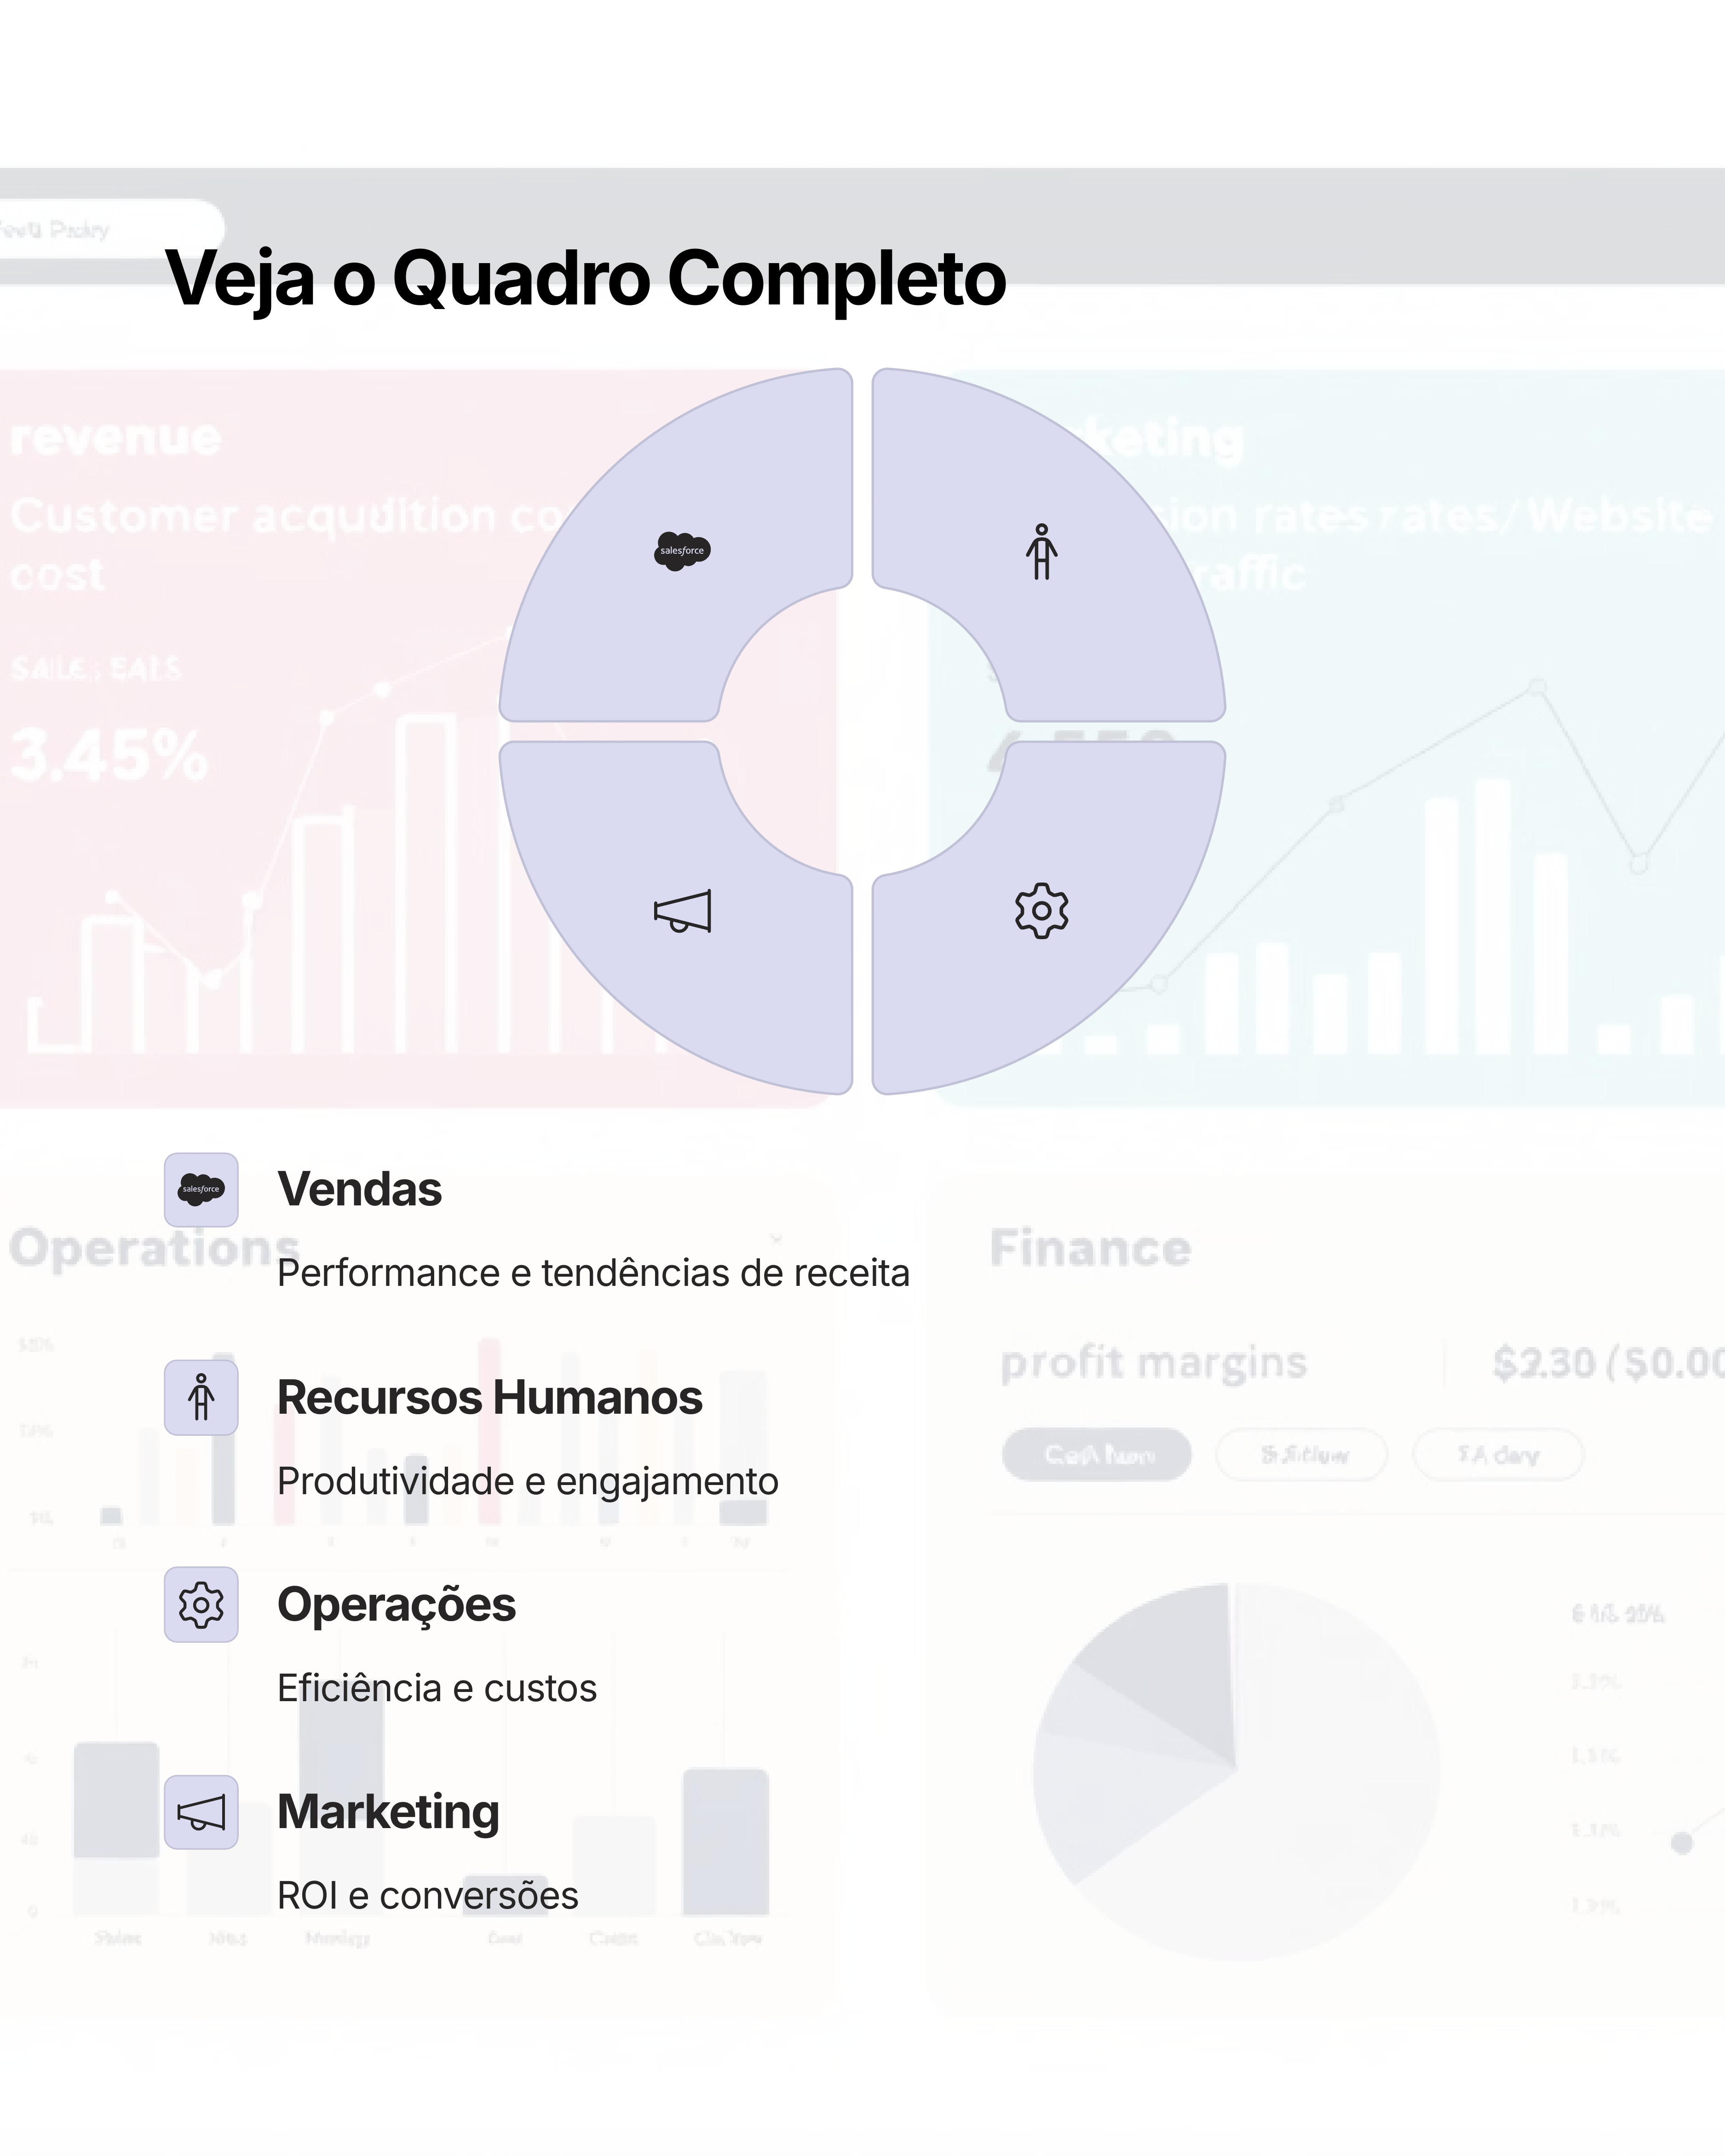 Veja o Quadro Completo
revenue
Customer acqudition co
cost
3.45%
keting
sion rates rates/Website
raffic
salesforce
salesforce
Vendas
Performance e tendências de receita
Recursos Humanos
Produtividade e engajamento
Operações
Eficiência e custos
Marketing
ROI e conversões
Operations
Finance
profit margins
$2.30 ($0.00